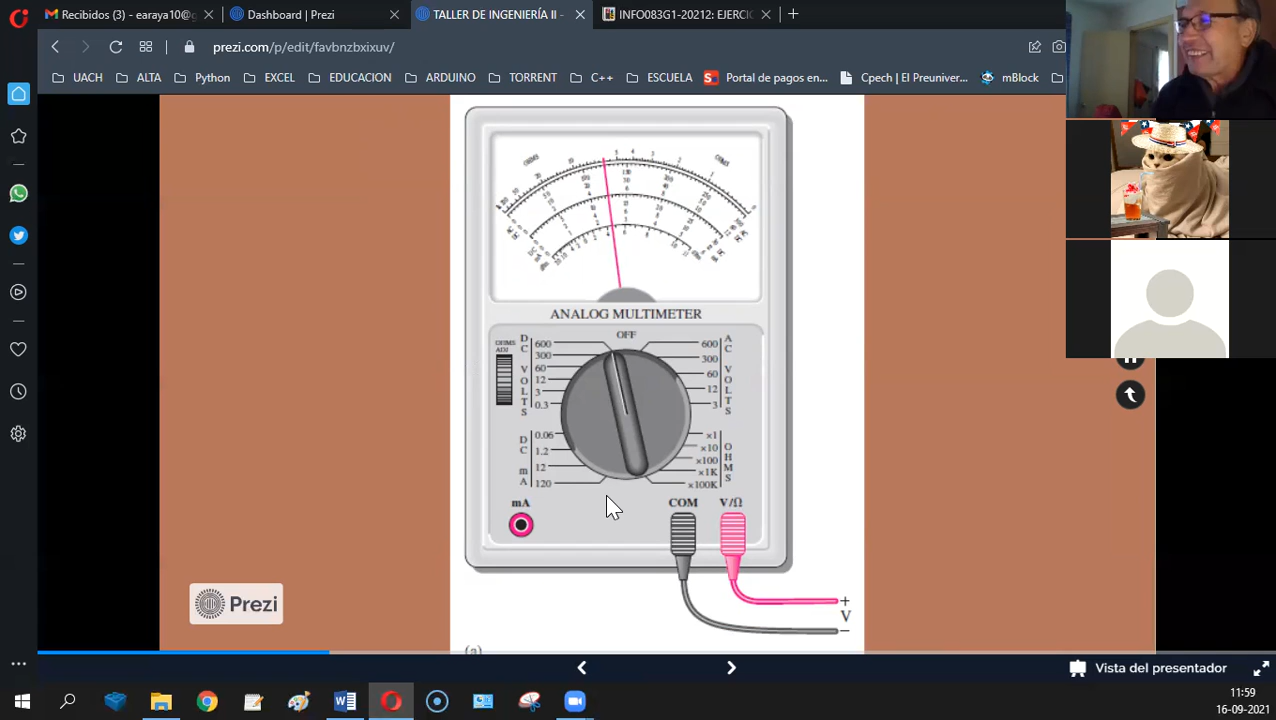 Recibidos (3) - earaya10@g
Dashboard | Prezi
TALLER DE INGENIERÍA II -
INFO083G1-20212: EJERCIC
prezi.com/p/edit/favbnzbxixuv/
UACH
ALTA
Python
EXCEL
EDUCACION
ARDUINO
TORRENT
C++
ESCUELA
Portal de pagos en...
Cpech | El Preuniver...
mBlock
OHMS
OHMS
ANALOG MULTIMETER
OFF
OHMS ADJ
DC VOLTS
600
300
60
12
3
0.3
AC VOLTS
600
300
60
12
3
DC mA
0.06
1.2
12
120
OHMS
×1
×10
×100
×1K
×100K
mA
COM
V/Ω
+
V
−
(a)
Prezi
Vista del presentador
11:59
16-09-2021